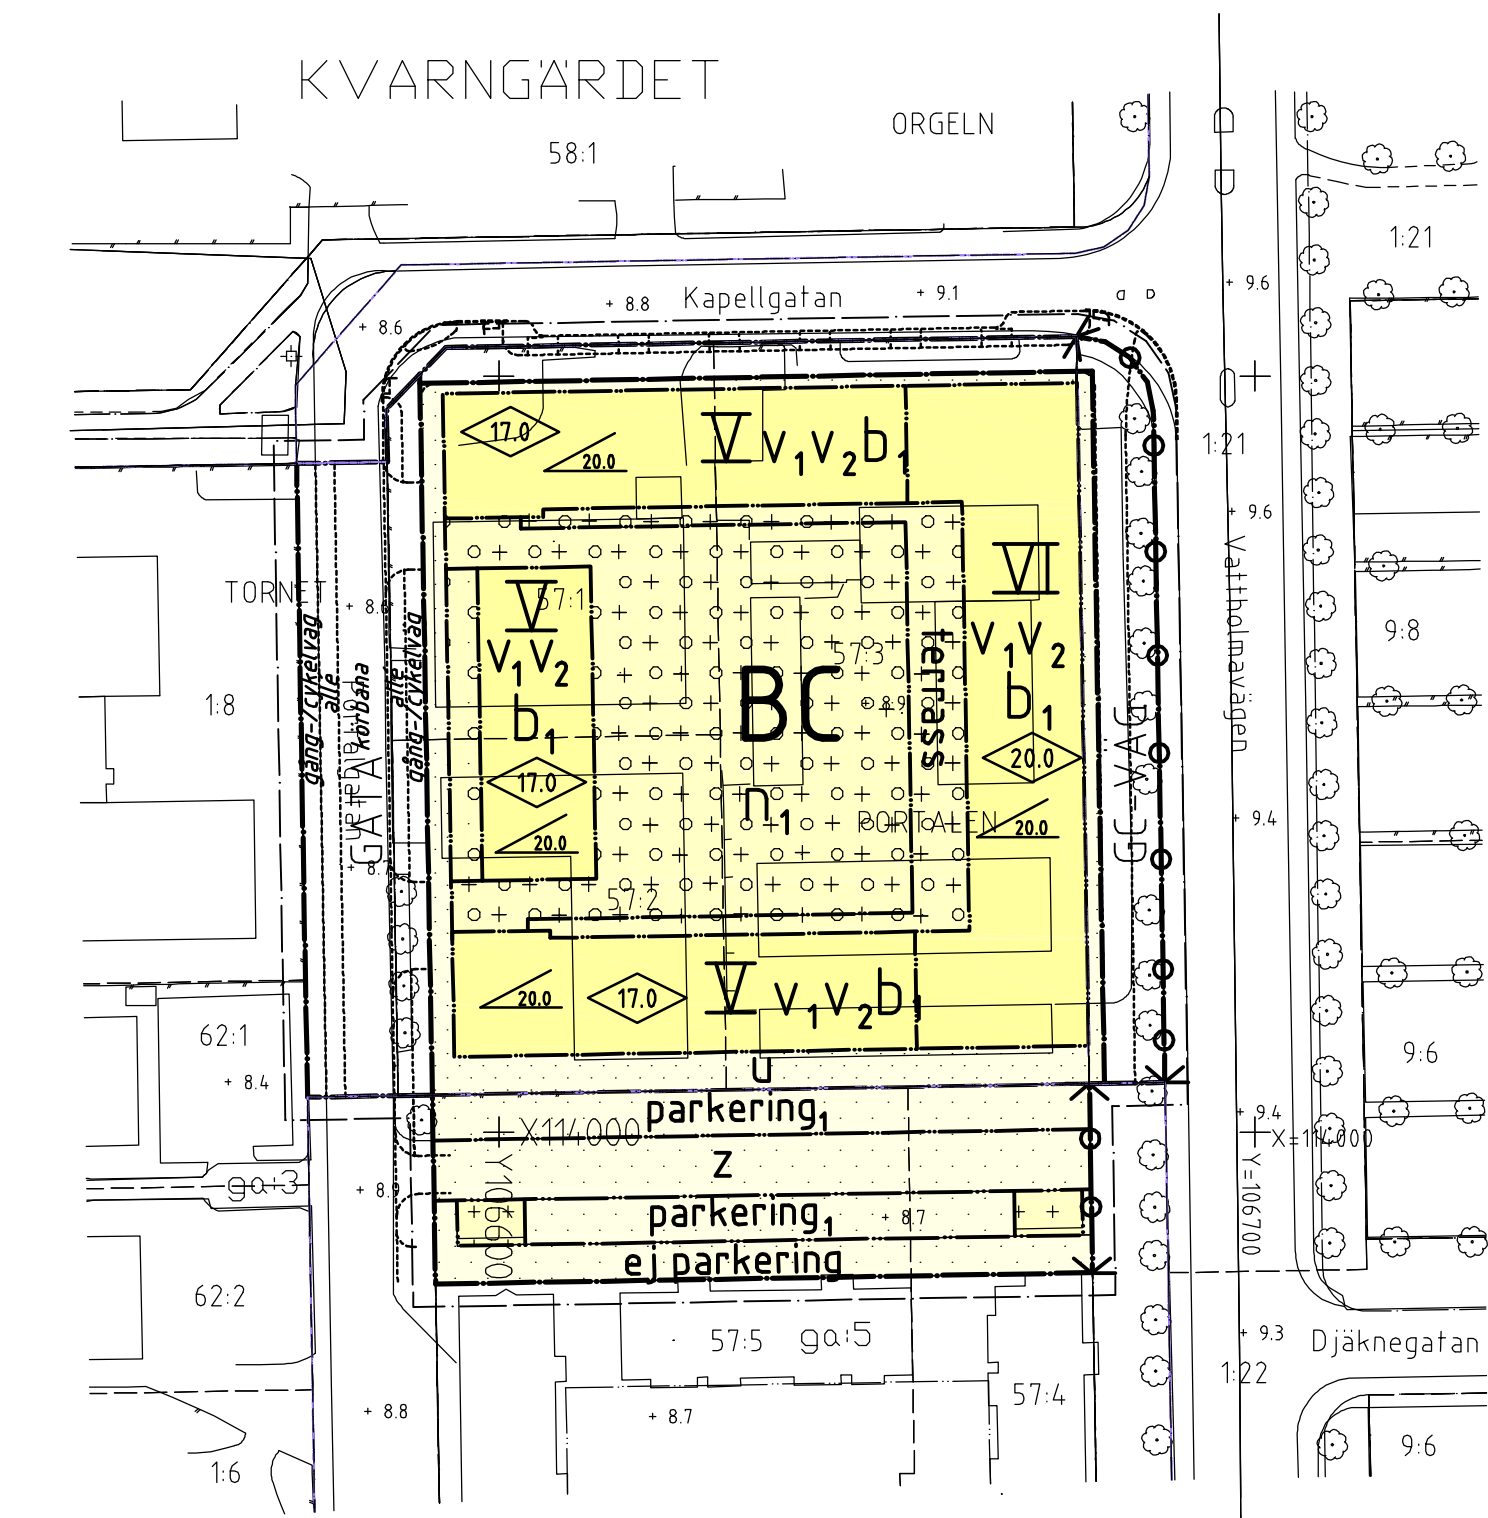 KVARNGÄRDET
ORGELN
58:1
1:21
Kapellgatan
+ 8.8
+ 9.1
+ 9.6
+ 8.6
17.0
20.0
V v₁v₂b₁
1:21
+ 9.6
Vattholmavägen
VI
v₁v₂
b₁
20.0
20.0
TORNET
57:1
V
v₁v₂
b₁
17.0
20.0
57:3
BC
+ 8.9
n₁
terrass
PORTALEN
GC-VÄG
gång-/cykelväg
allé
körbana
allé
gång-/cykelväg
GATA
1:8
9:8
+ 9.4
57:2
20.0
17.0
V v₁v₂b₁
62:1
+ 8.4
9:6
u
parkering₁
X114000
+ 9.4
X=114000
z
Y106600
Y=106700
ga:3
parkering₁
+ 8.7
ej parkering
62:2
57:5
ga:5
+ 9.3
Djäknegatan
1:22
57:4
+ 8.8
+ 8.7
9:6
1:6